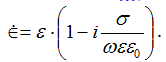 ϵ̇ = ε · (1 − i σ/(ωεε₀)).